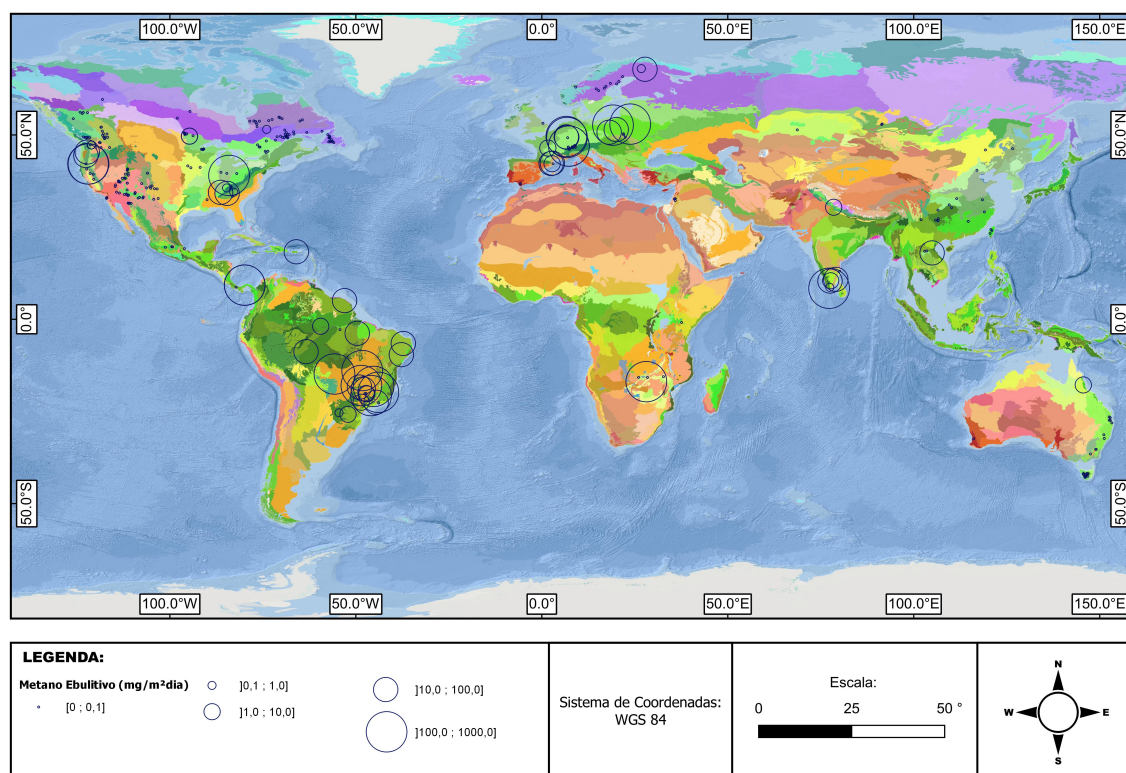 100.0°W 50.0°W 0.0° 50.0°E 100.0°E 150.0°E
50.0°N 50.0°N
0.0° 0.0°
50.0°S 50.0°S
100.0°W 50.0°W 0.0° 50.0°E 100.0°E 150.0°E
LEGENDA:
Metano Ebulitivo (mg/m²dia)
[0 ; 0,1]
]0,1 ; 1,0]
]1,0 ; 10,0]
]10,0 ; 100,0]
]100,0 ; 1000,0]
Sistema de Coordenadas:
WGS 84
Escala:
0 25 50 °
N
W E
S